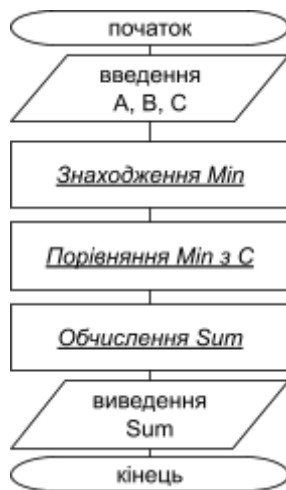 початок
введення
A, B, C
Знаходження Min
Порівняння Min з C
Обчислення Sum
виведення
Sum
кінець